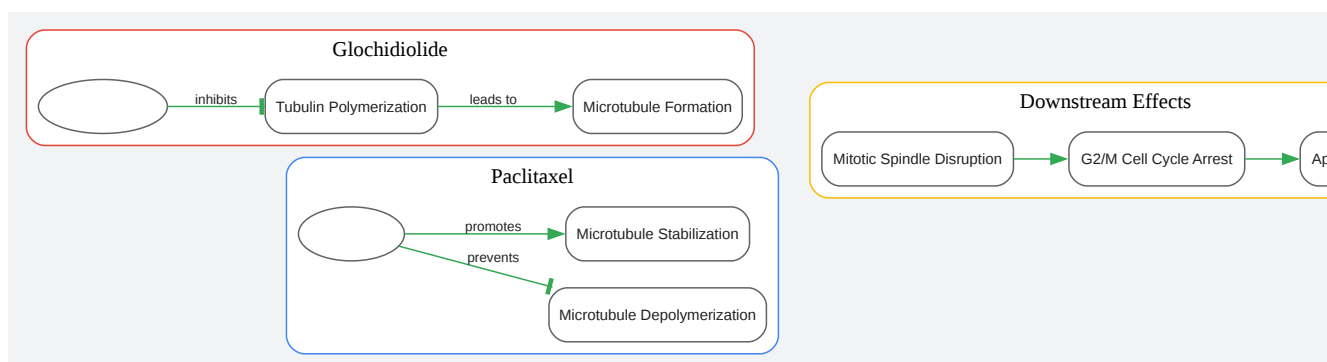 Glochidiolide
inhibits
Tubulin Polymerization
leads to
Microtubule Formation
Paclitaxel
promotes
Microtubule Stabilization
prevents
Microtubule Depolymerization
Downstream Effects
Mitotic Spindle Disruption
G2/M Cell Cycle Arrest